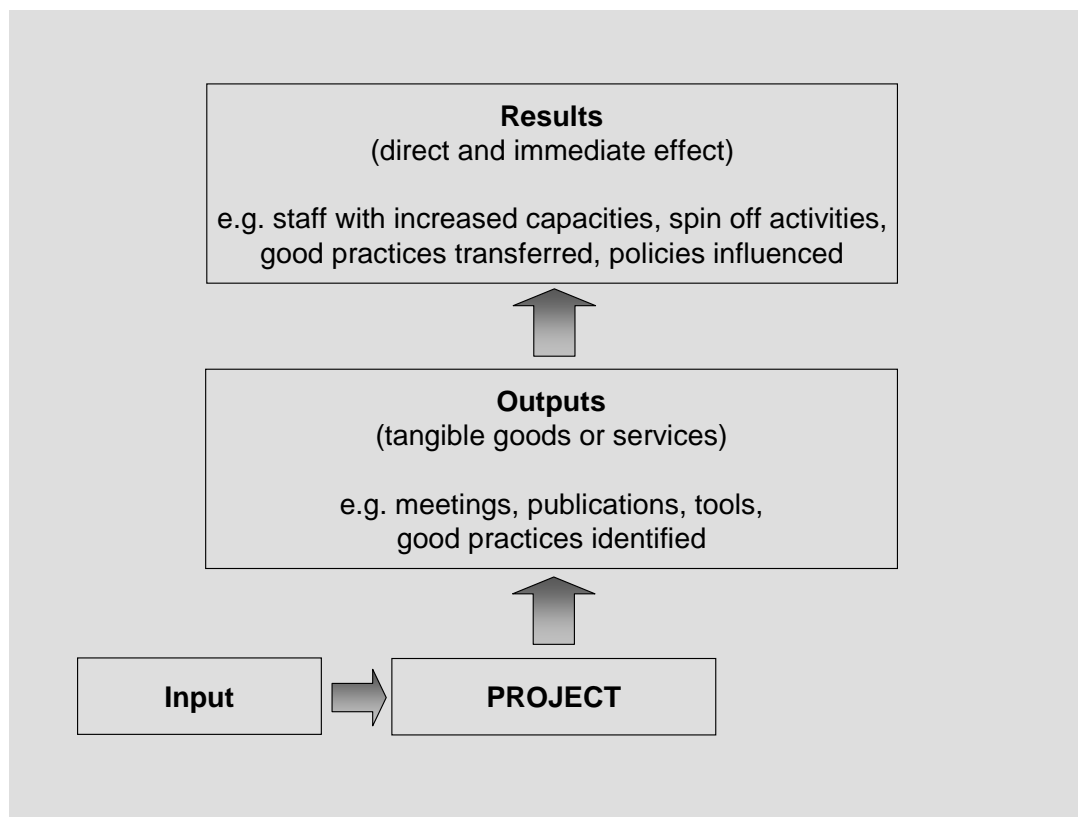 Results
(direct and immediate effect)
e.g. staff with increased capacities, spin off activities,
good practices transferred, policies influenced
Outputs
(tangible goods or services)
e.g. meetings, publications, tools,
good practices identified
Input
PROJECT